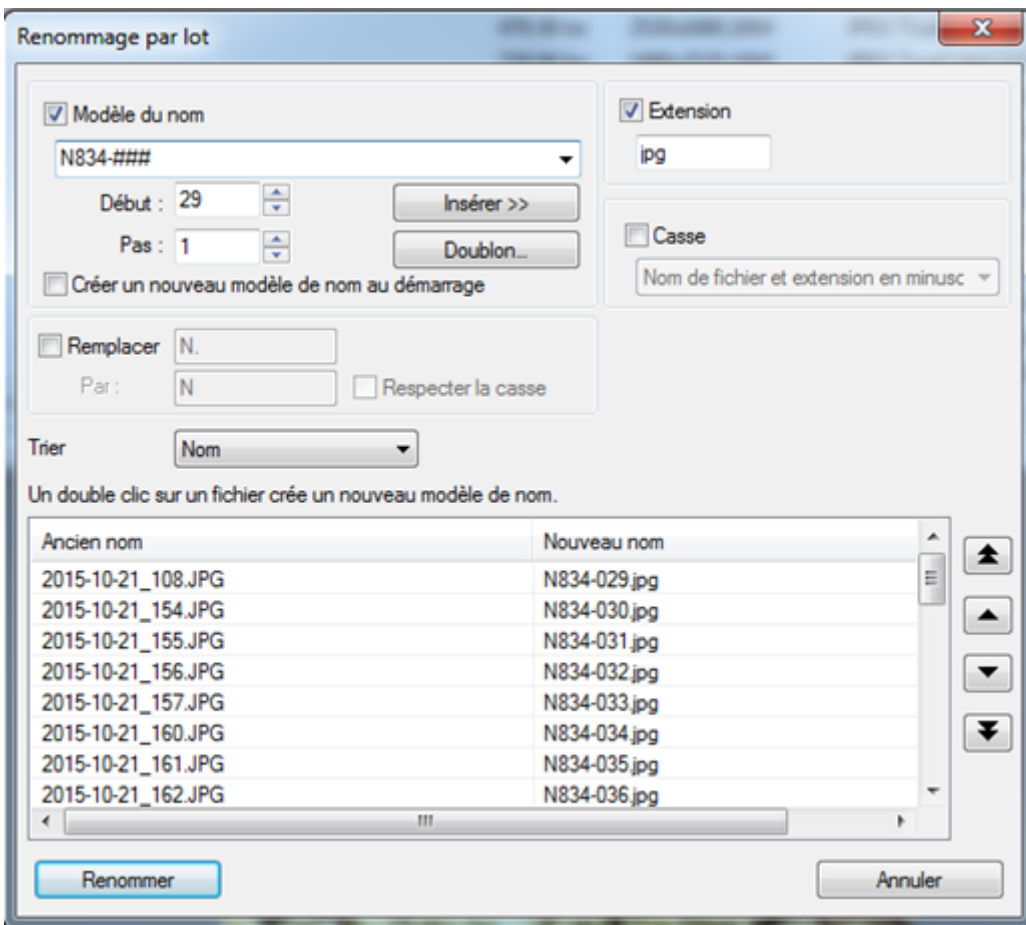 Renommage par lot
Modèle du nom
N834-###
Début : 29
Insérer >>
Pas : 1
Doublon...
Créer un nouveau modèle de nom au démarrage
Extension
jpg
Casse
Nom de fichier et extension en minusc
Remplacer N.
Par : N
Respecter la casse
Trier Nom
Un double clic sur un fichier crée un nouveau modèle de nom.
Ancien nom Nouveau nom
2015-10-21_108.JPG N834-029.jpg
2015-10-21_154.JPG N834-030.jpg
2015-10-21_155.JPG N834-031.jpg
2015-10-21_156.JPG N834-032.jpg
2015-10-21_157.JPG N834-033.jpg
2015-10-21_160.JPG N834-034.jpg
2015-10-21_161.JPG N834-035.jpg
2015-10-21_162.JPG N834-036.jpg
Renommer Annuler